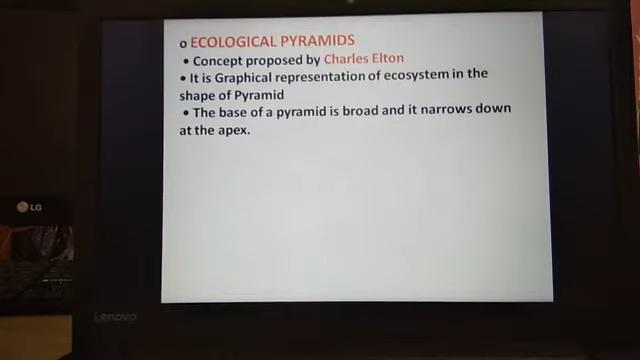 o ECOLOGICAL PYRAMIDS
• Concept proposed by Charles Elton
• It is Graphical representation of ecosystem in the
shape of Pyramid
• The base of a pyramid is broad and it narrows down
at the apex.
LG
Lenovo